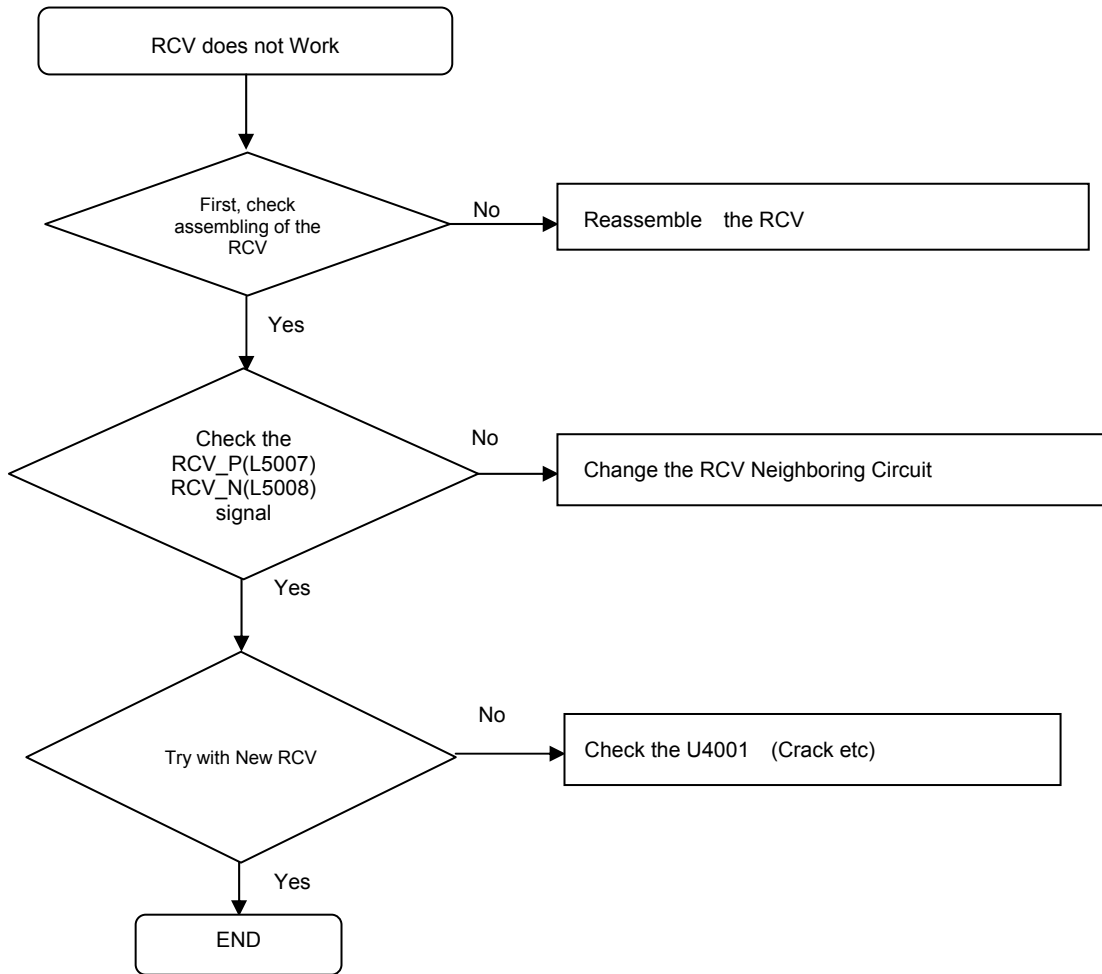 RCV does not Work
First, check
assembling of the
RCV
No
Reassemble the RCV
Yes
Check the
RCV_P(L5007)
RCV_N(L5008)
signal
No
Change the RCV Neighboring Circuit
Yes
Try with New RCV
No
Check the U4001 (Crack etc)
Yes
END